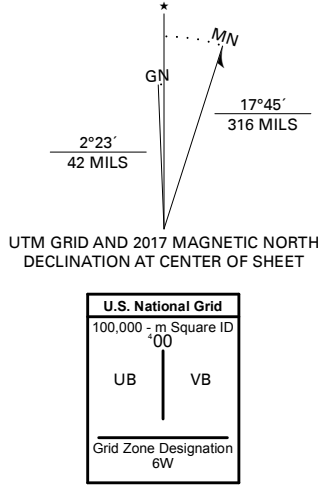 ★
MN
GN
2°23´
42 MILS
17°45´
316 MILS
UTM GRID AND 2017 MAGNETIC NORTH
DECLINATION AT CENTER OF SHEET
U.S. National Grid
100,000 - m Square ID
⁴00
UB VB
Grid Zone Designation
6W